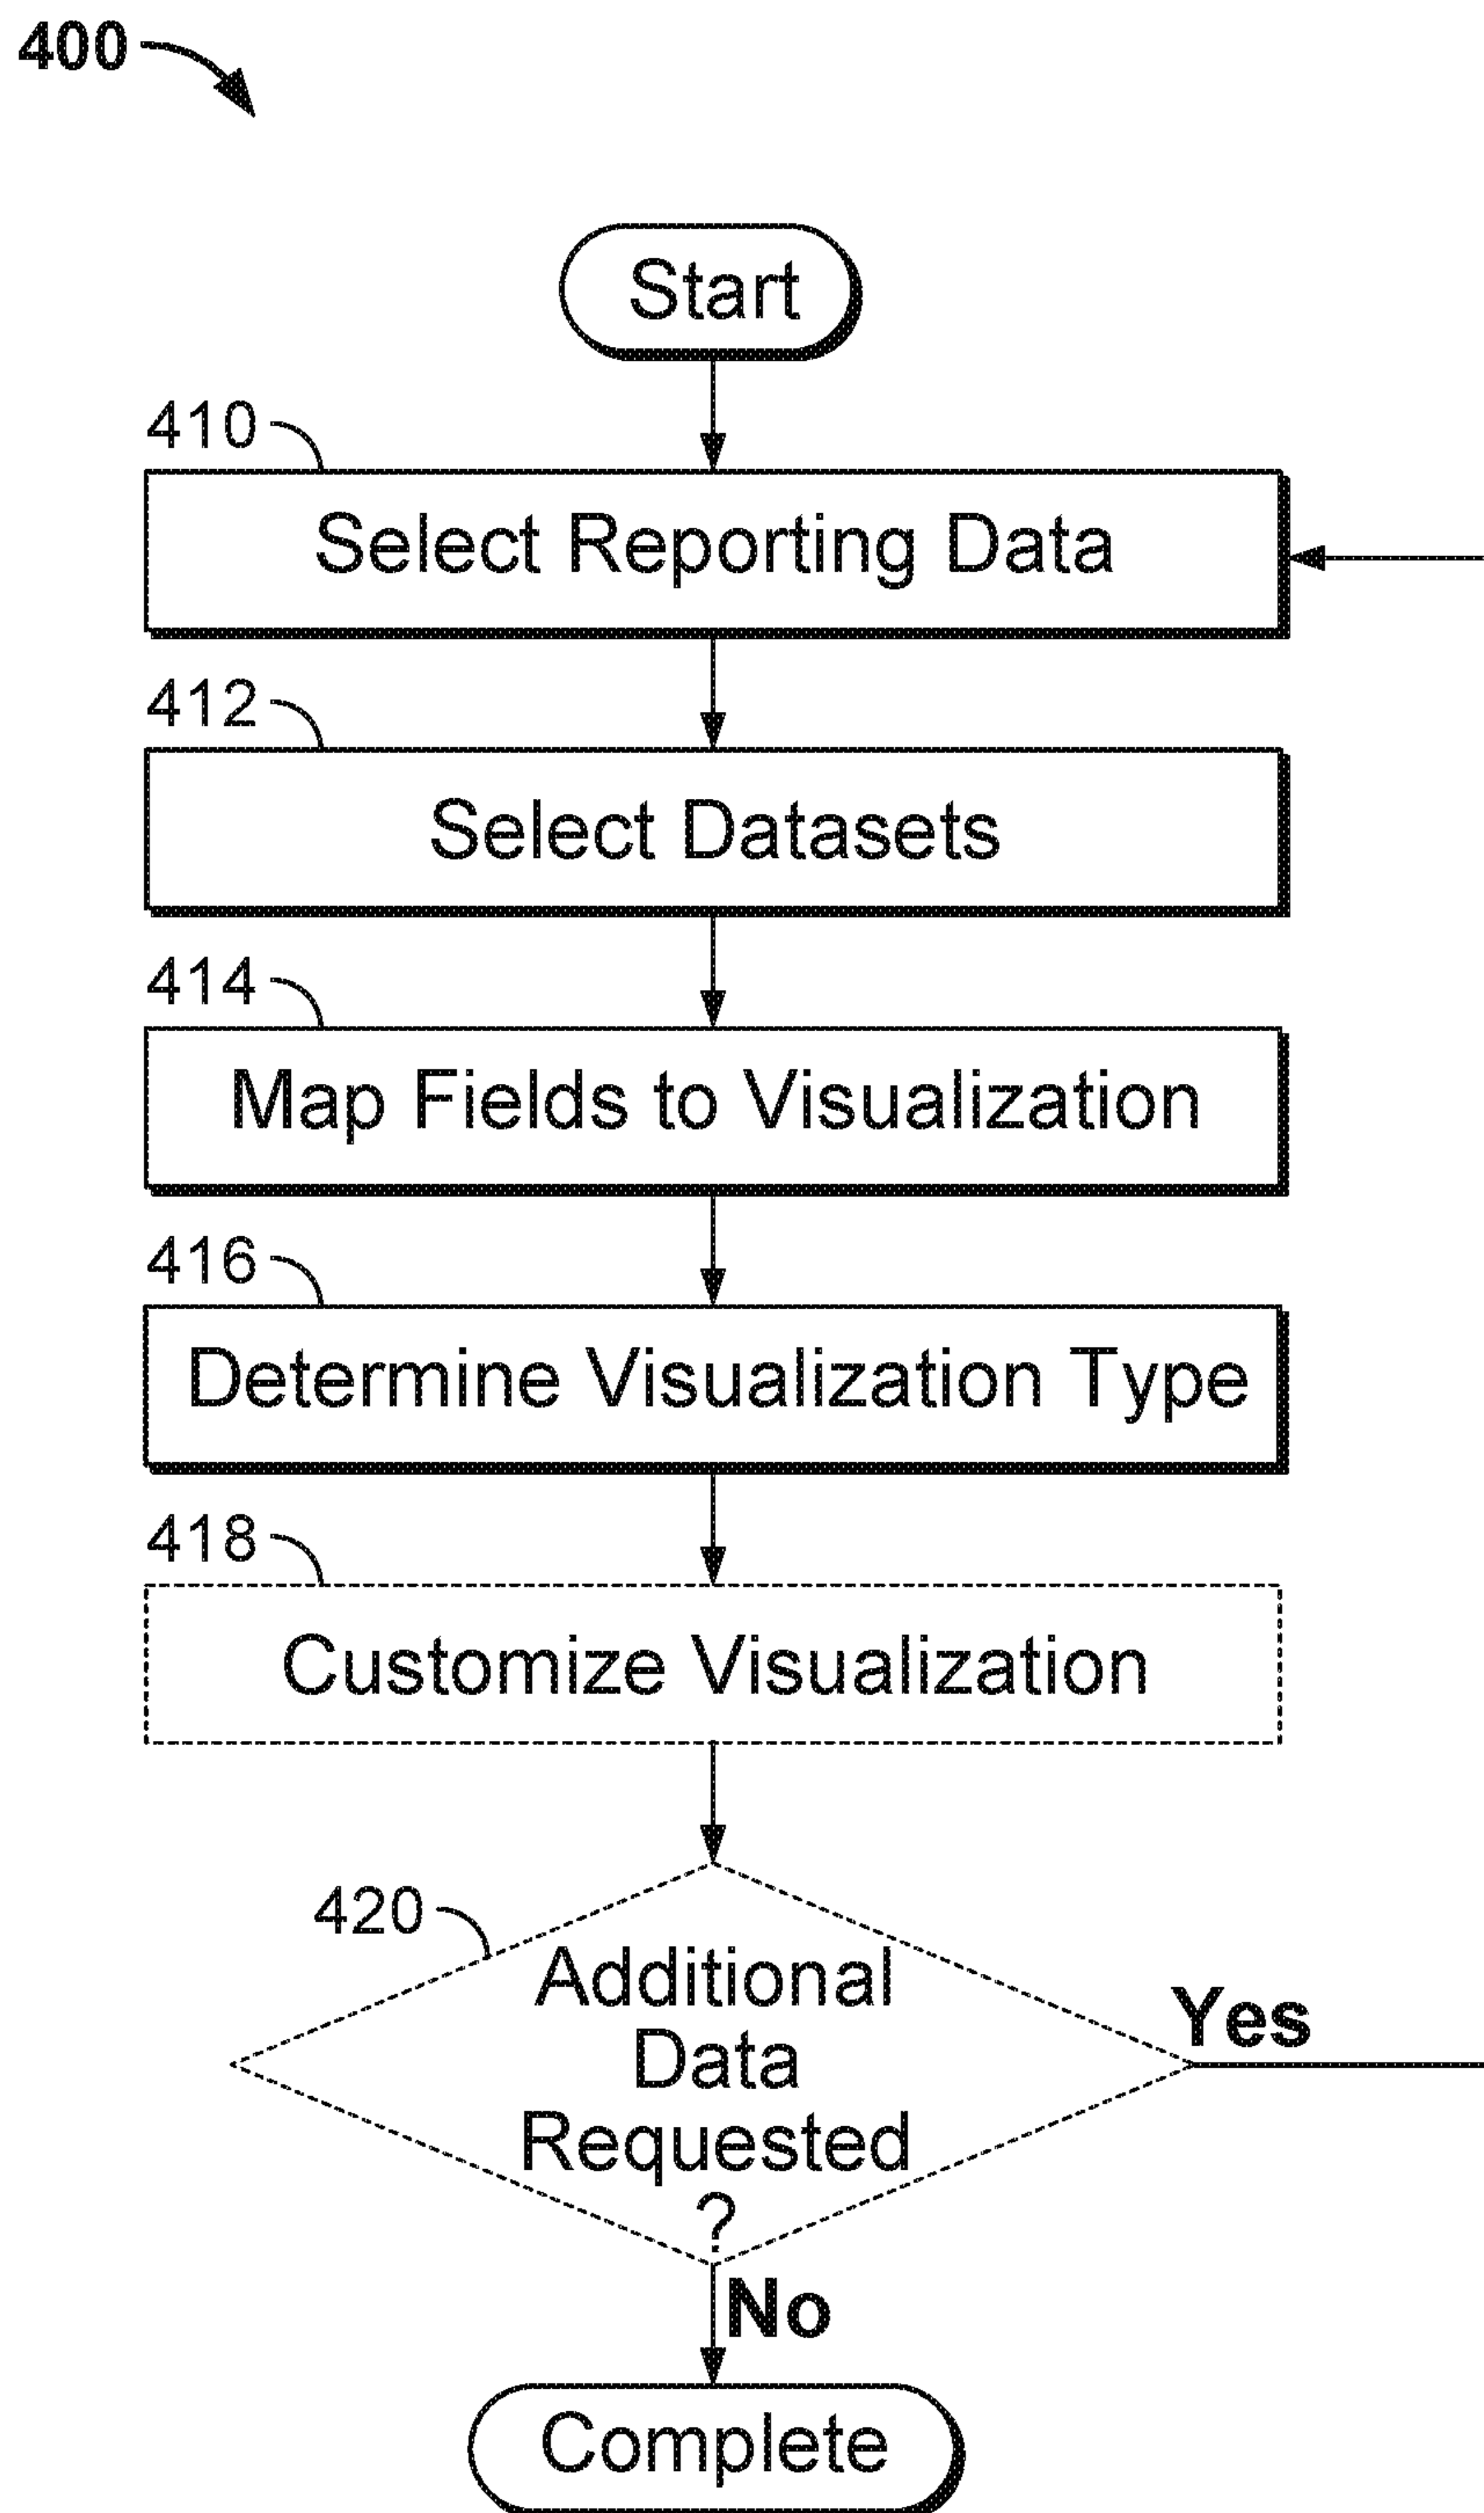 400
Start
410
Select Reporting Data
412
Select Datasets
414
Map Fields to Visualization
416
Determine Visualization Type
418
Customize Visualization
420
Additional
Data
Requested
?
Yes
No
Complete